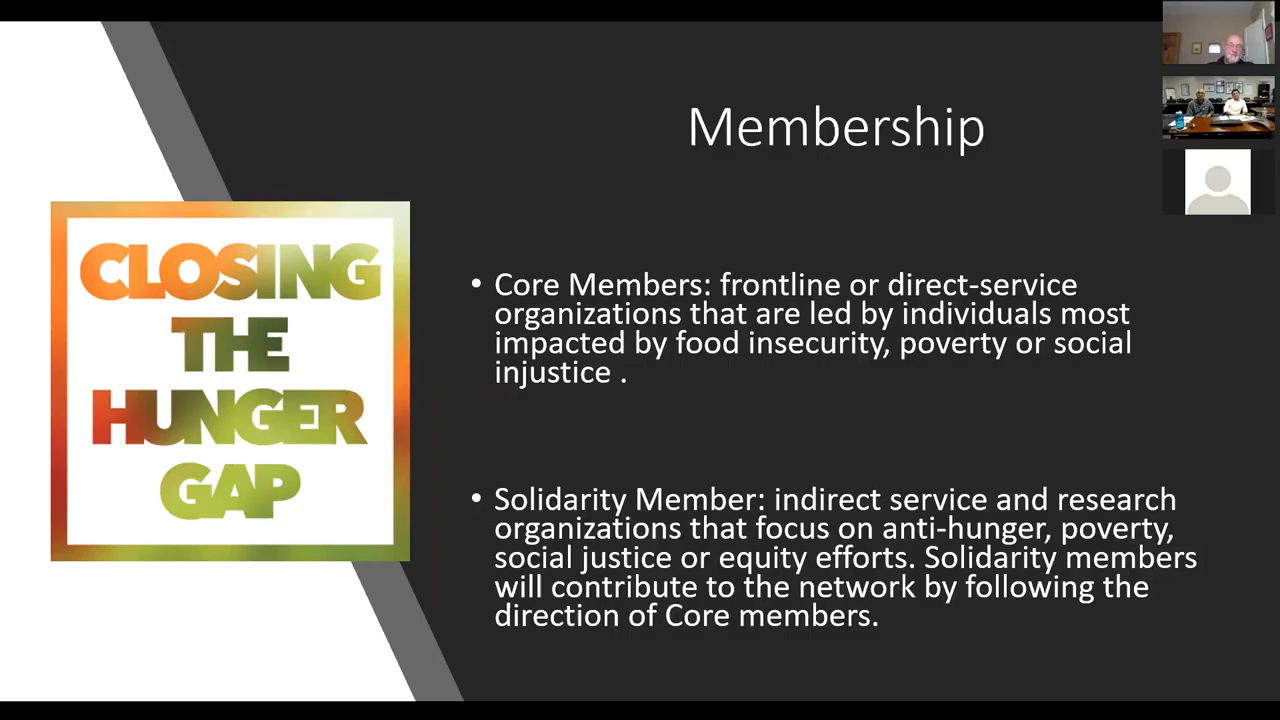 Membership
CLOSING
THE
HUNGER
GAP
• Core Members: frontline or direct-service
organizations that are led by individuals most
impacted by food insecurity, poverty or social
injustice .
• Solidarity Member: indirect service and research
organizations that focus on anti-hunger, poverty,
social justice or equity efforts. Solidarity members
will contribute to the network by following the
direction of Core members.